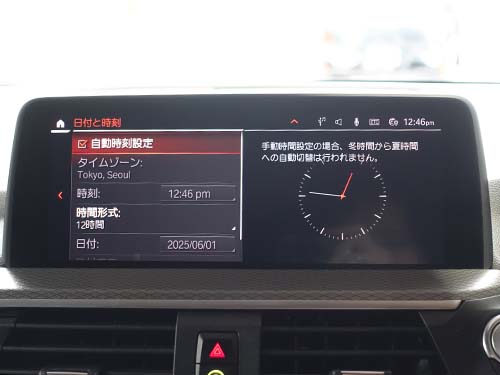 日付と時刻
12:46pm
自動時刻設定
タイムゾーン:
Tokyo, Seoul
時刻:
12:46 pm
時間形式:
12時間
日付:
2025/06/01
手動時間設定の場合、冬時間から夏時間
への自動切替は行われません。